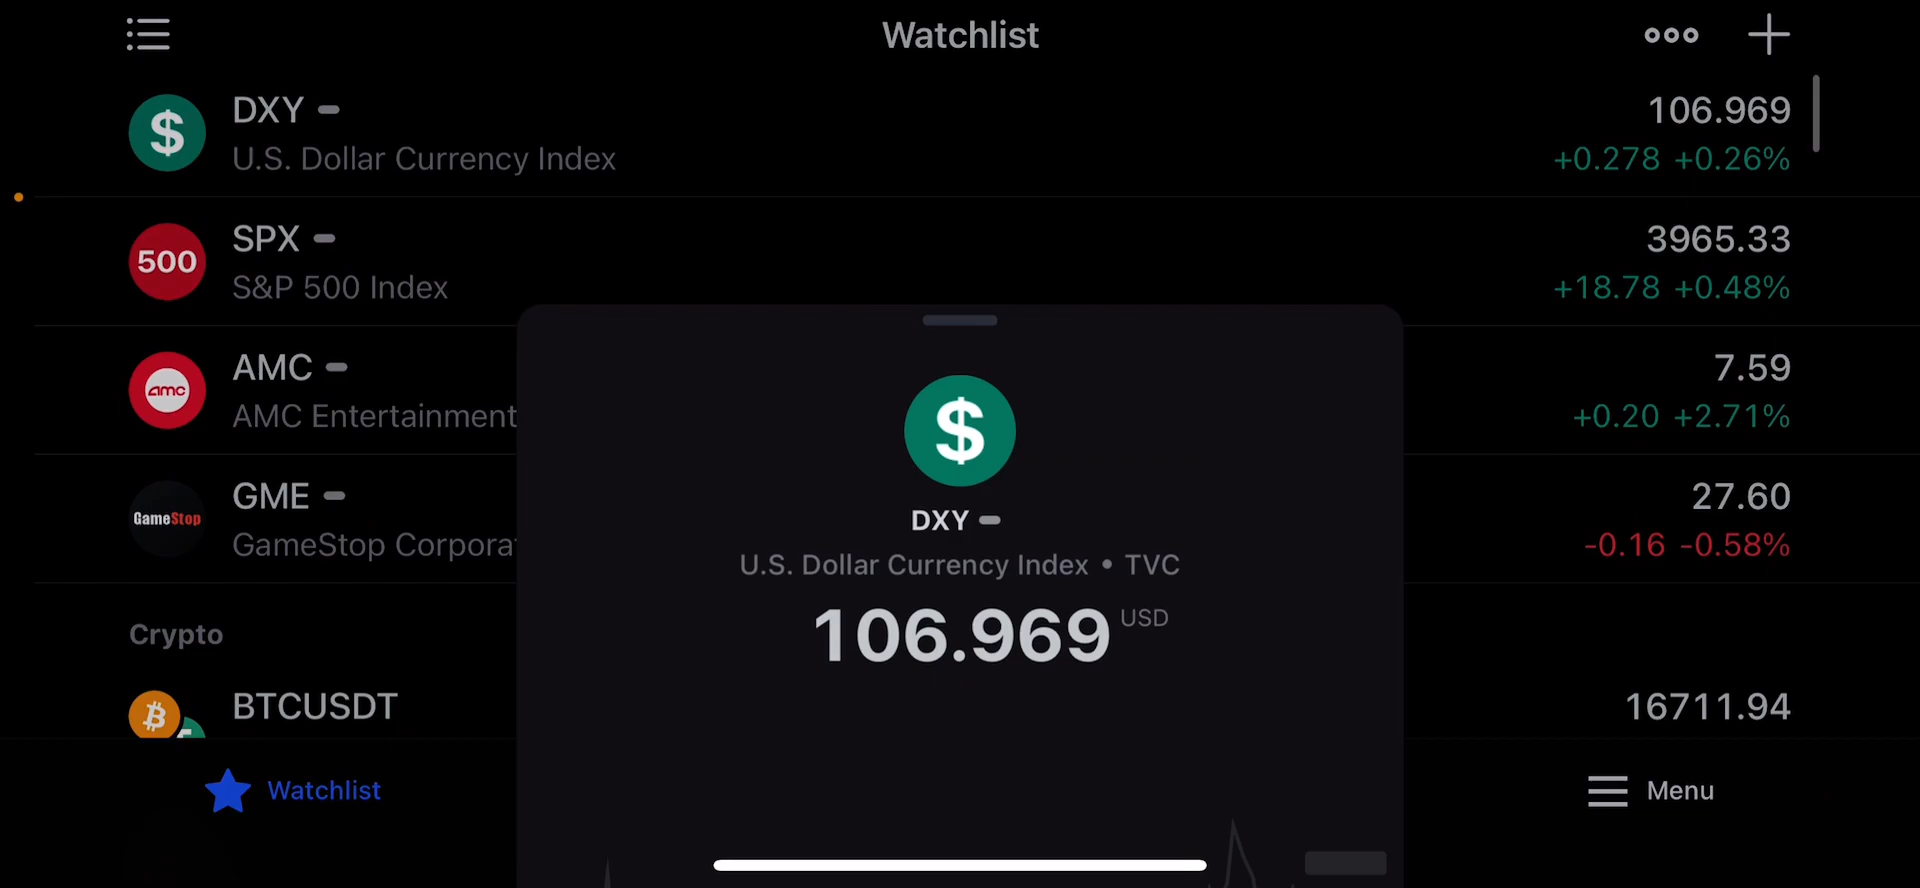 Watchlist
DXY
U.S. Dollar Currency Index
106.969
+0.278 +0.26%
500
SPX
S&P 500 Index
3965.33
+18.78 +0.48%
amc
AMC
AMC Entertainment
7.59
+0.20 +2.71%
GameStop
GME
GameStop Corpora
27.60
-0.16 -0.58%
$
DXY
U.S. Dollar Currency Index • TVC
106.969 USD
Crypto
BTCUSDT
16711.94
Watchlist
Menu